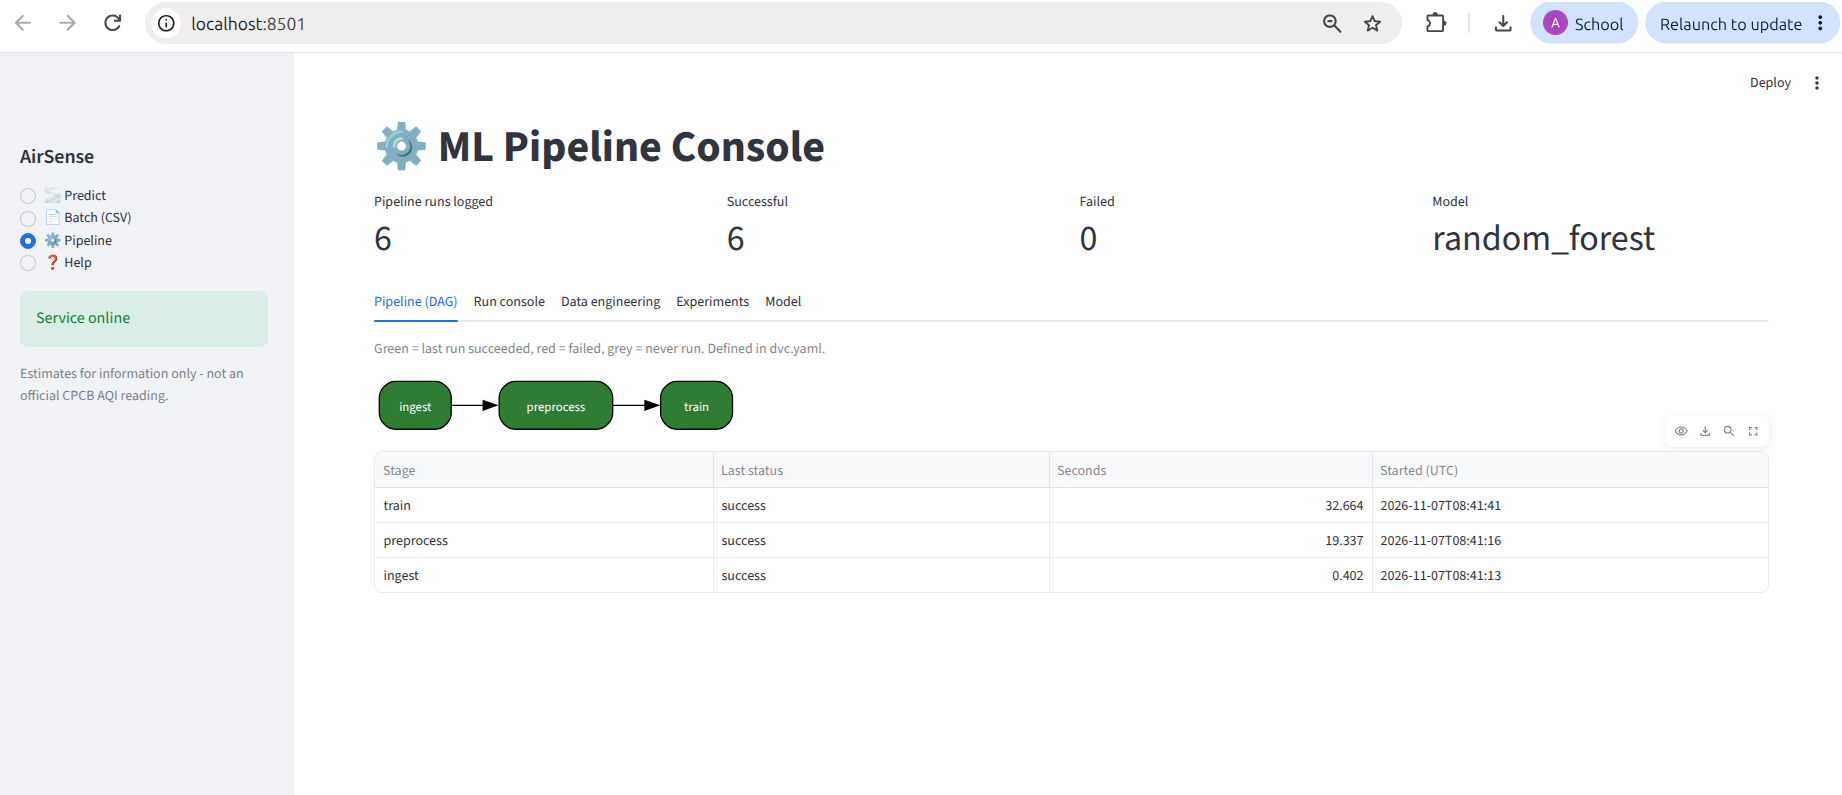 localhost:8501
A School
Relaunch to update
Deploy
AirSense
Predict
Batch (CSV)
Pipeline
Help
Service online
Estimates for information only - not an
official CPCB AQI reading.
ML Pipeline Console
Pipeline runs logged Successful Failed Model
6 6 0 random_forest
Pipeline (DAG) Run console Data engineering Experiments Model
Green = last run succeeded, red = failed, grey = never run. Defined in dvc.yaml.
ingest preprocess train
Stage Last status Seconds Started (UTC)
train success 32.664 2026-11-07T08:41:41
preprocess success 19.337 2026-11-07T08:41:16
ingest success 0.402 2026-11-07T08:41:13